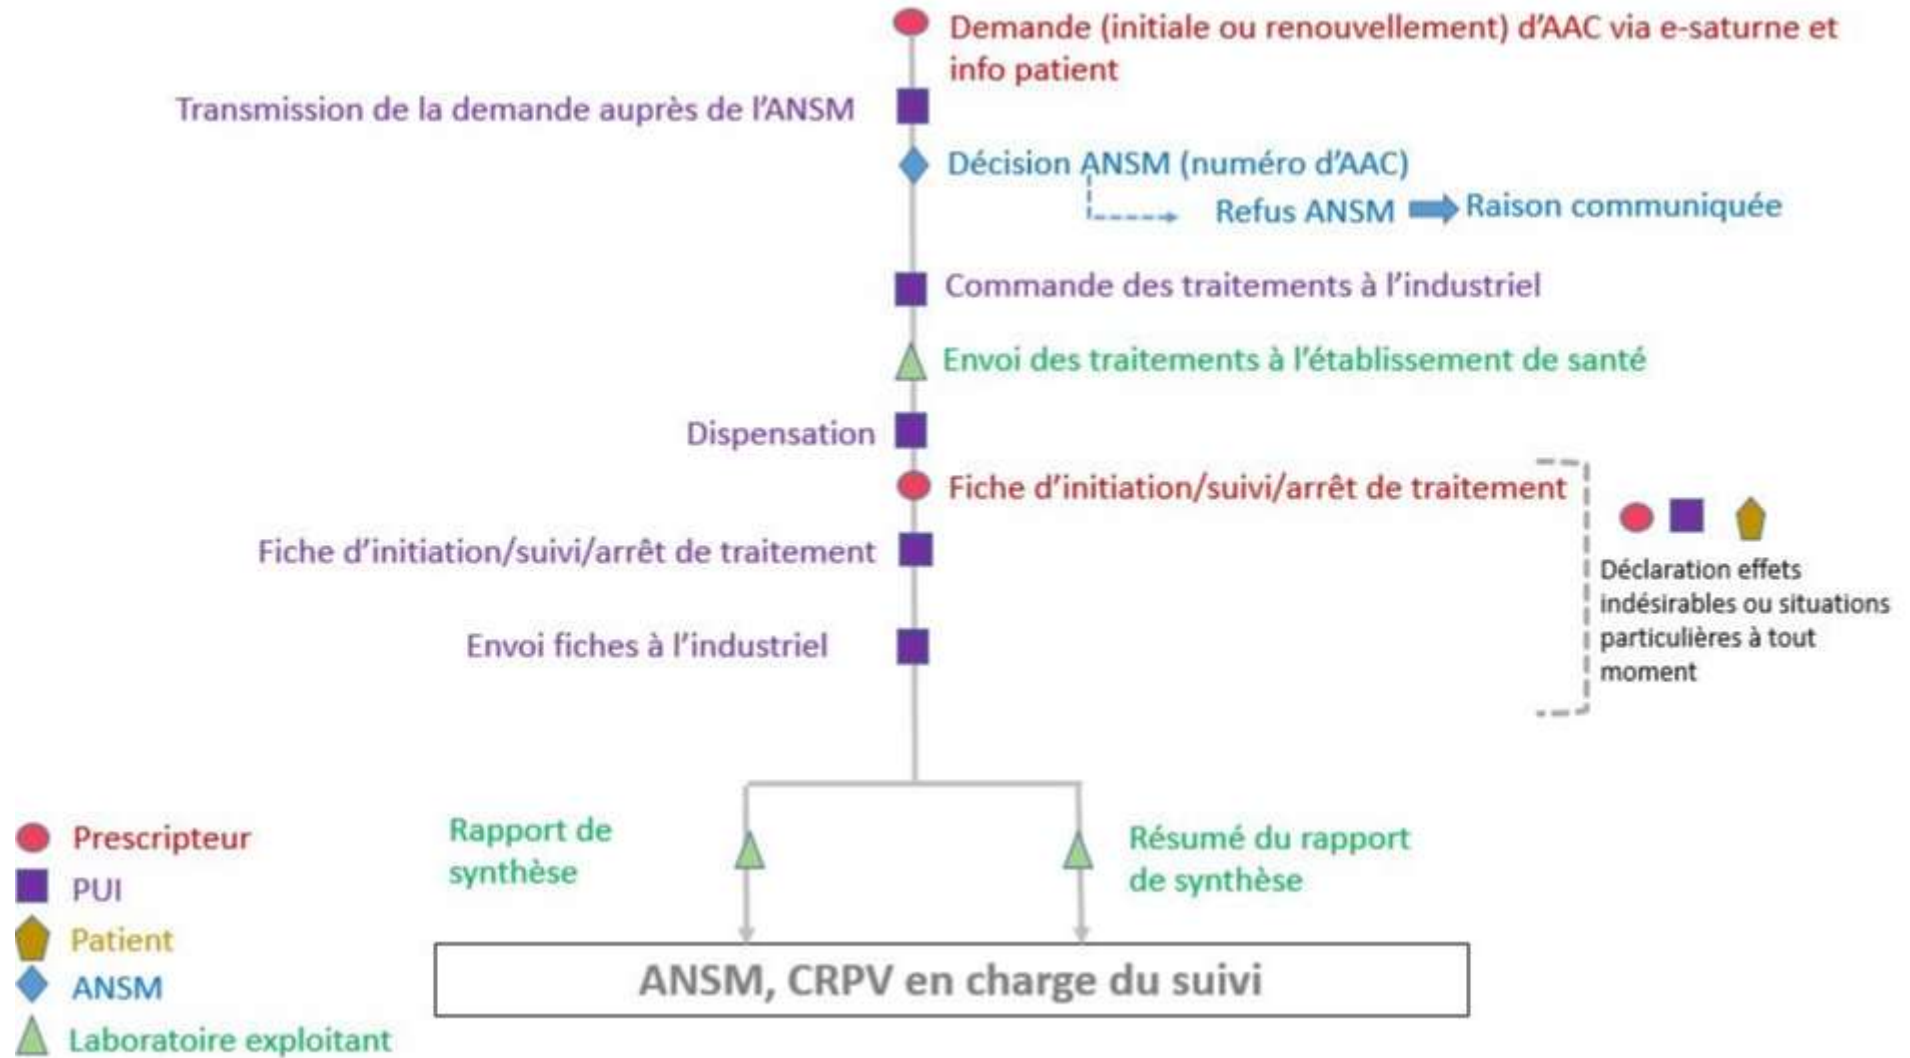 Demande (initiale ou renouvellement) d'AAC via e-saturne et
info patient
Transmission de la demande auprès de l'ANSM
Décision ANSM (numéro d'AAC)
Refus ANSM
Raison communiquée
Commande des traitements à l'industriel
Envoi des traitements à l'établissement de santé
Dispensation
Fiche d'initiation/suivi/arrêt de traitement
Fiche d'initiation/suivi/arrêt de traitement
Déclaration effets
indésirables ou situations
particulières à tout
moment
Envoi fiches à l'industriel
Rapport de
synthèse
Résumé du rapport
de synthèse
Prescripteur
PUI
Patient
ANSM
Laboratoire exploitant
ANSM, CRPV en charge du suivi